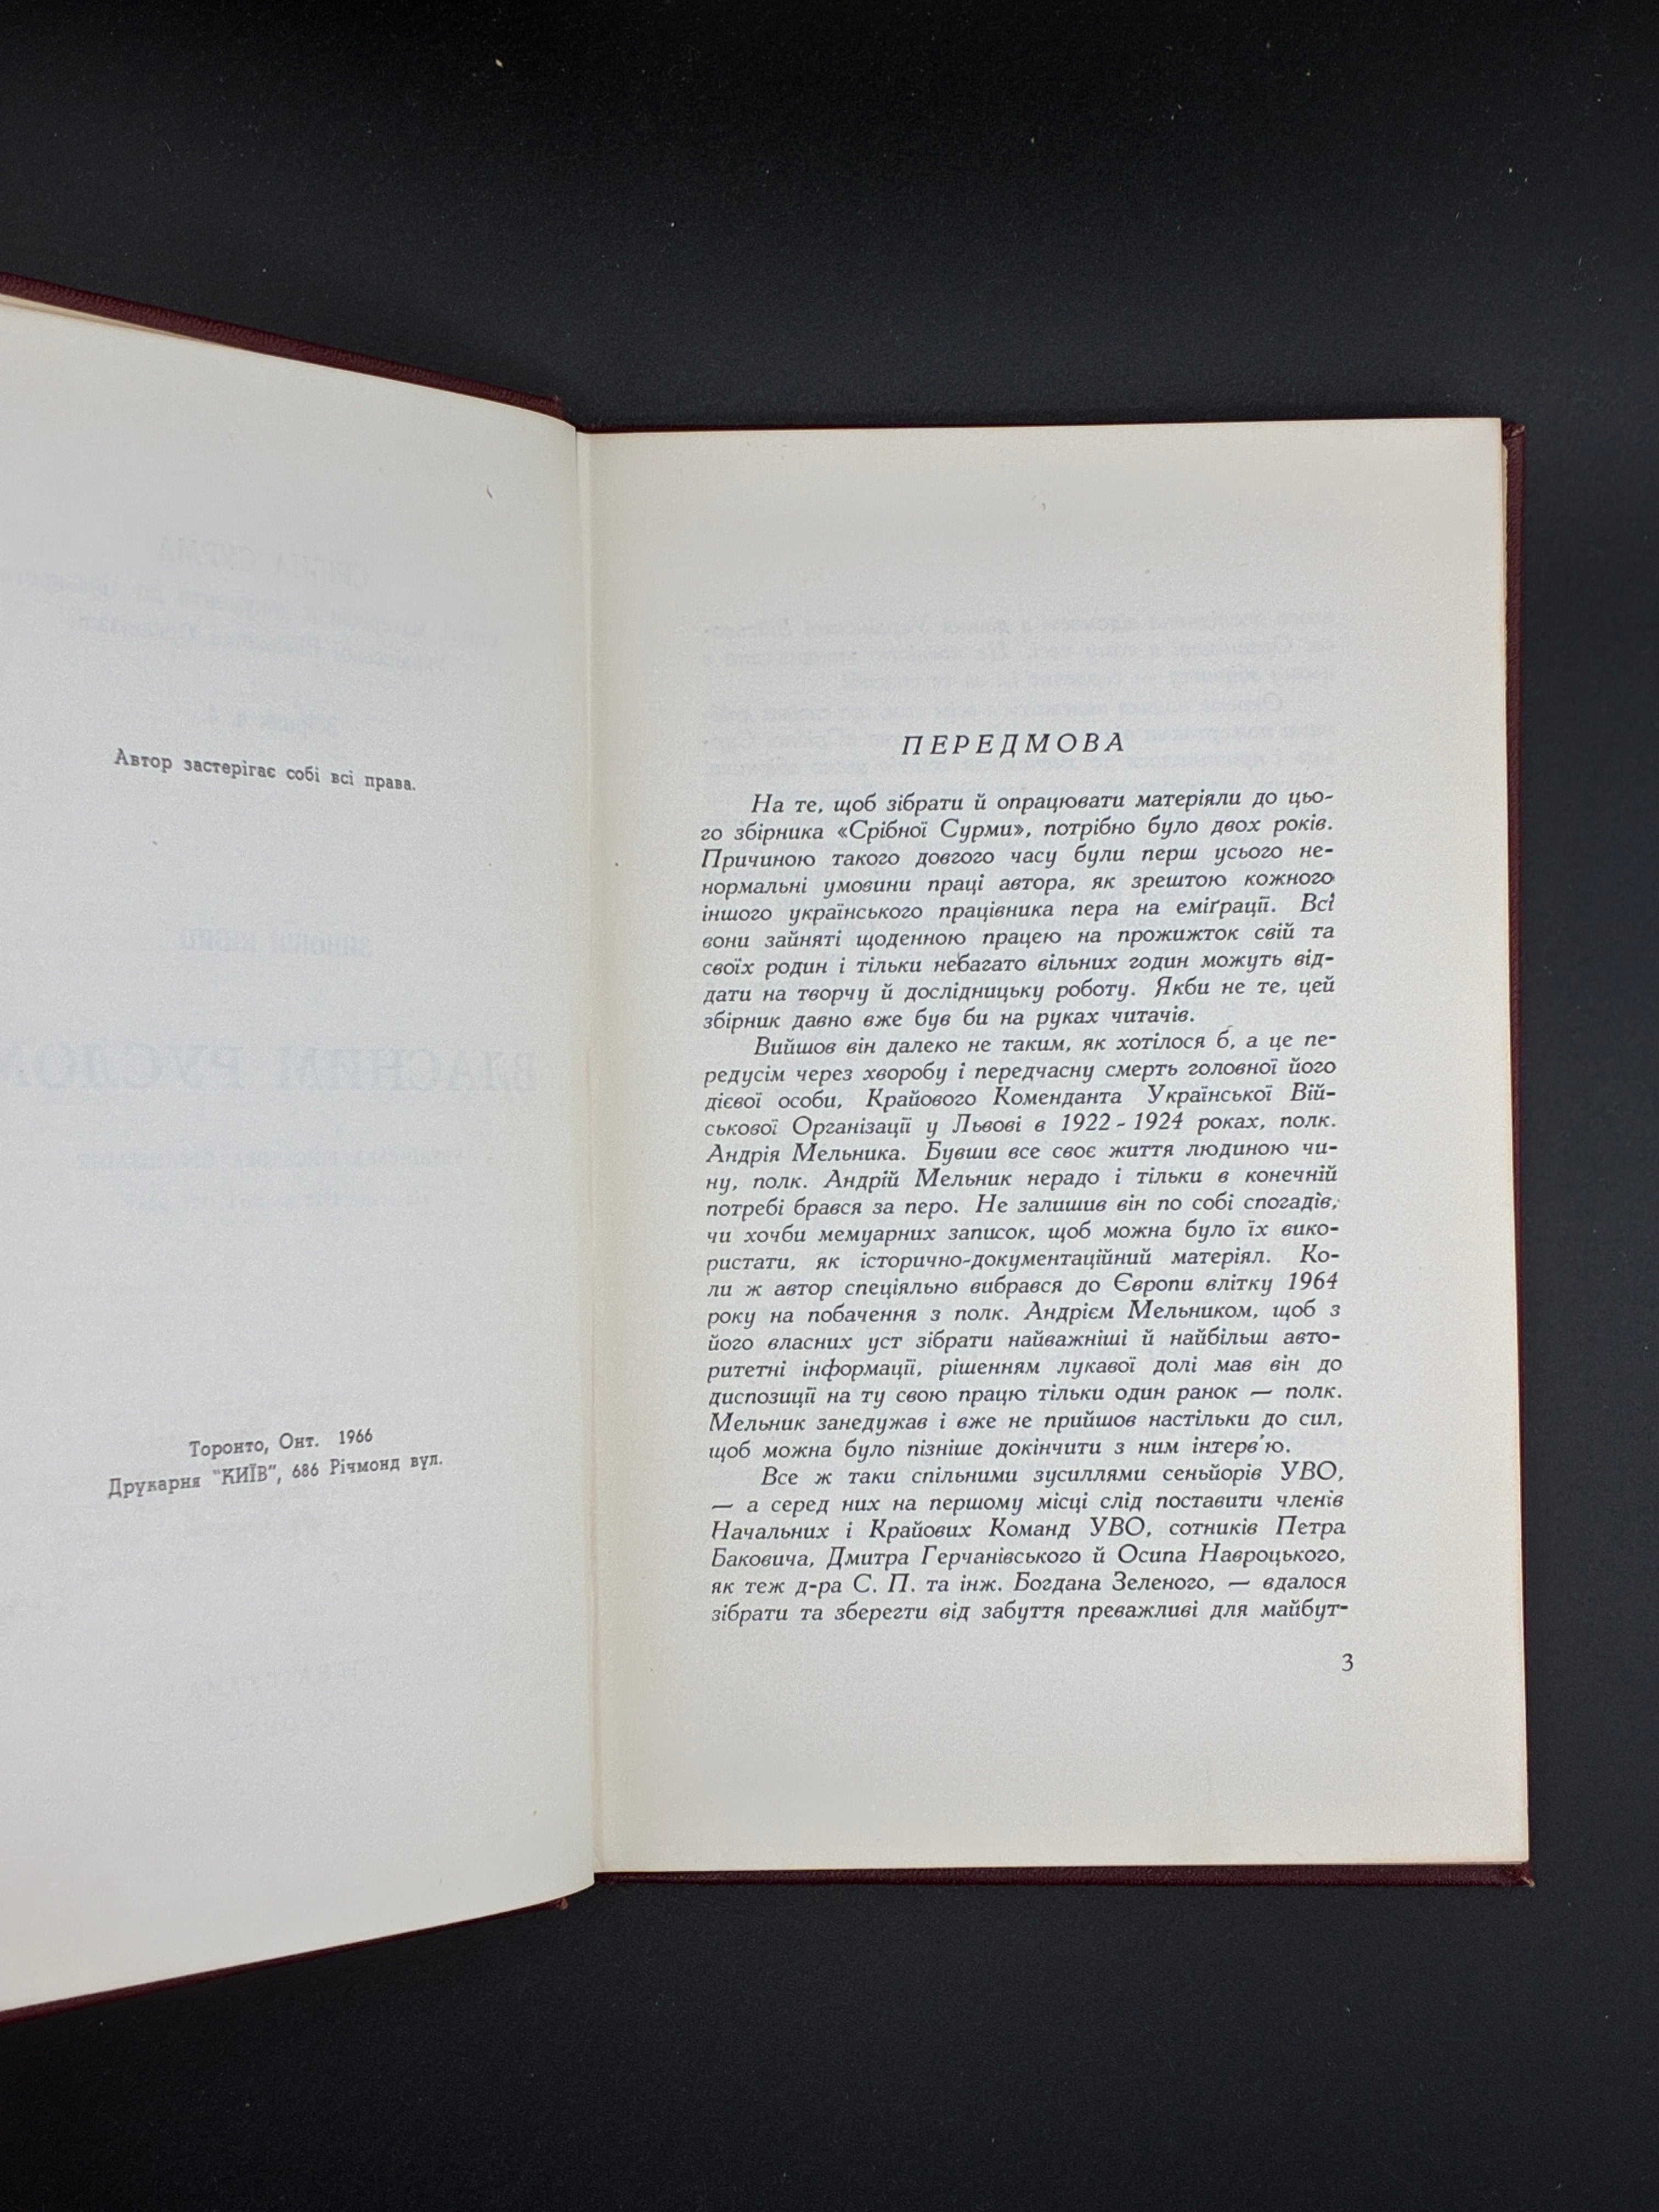 Автор застерігає собі всі права.
Торонто, Онт. 1966
Друкарня "КИЇВ", 686 Річмонд вул.
ПЕРЕДМОВА
На те, щоб зібрати й опрацювати матеріяли до цьо-
го збірника «Срібної Сурми», потрібно було двох років.
Причиною такого довгого часу були перш усього не-
нормальні умовини праці автора, як зрештою кожного
іншого українського працівника пера на еміґрації. Всі
вони зайняті щоденною працею на прожиток свій та
своїх родин і тільки небагато вільних годин можуть від-
дати на творчу й дослідницьку роботу. Якби не те, цей
збірник давно вже був би на руках читачів.
Вийшов він далеко не таким, як хотілося б, а це пе-
редусім через хворобу і передчасну смерть головної його
дієвої особи, Крайового Коменданта Української Вій-
ськової Організації у Львові в 1922 - 1924 роках, полк.
Андрія Мельника. Бувши все своє життя людиною чи-
ну, полк. Андрій Мельник нерадо і тільки в конечній
потребі брався за перо. Не залишив він по собі спогадів,
чи хочби мемуарних записок, щоб можна було їх вико-
ристати, як історично-документаційний матеріял. Ко-
ли ж автор спеціяльно вибрався до Європи влітку 1964
року на побачення з полк. Андрієм Мельником, щоб з
його власних уст зібрати найважніші й найбільш авто-
ритетні інформації, рішенням лукавої долі мав він до
диспозиції на ту свою працю тільки один ранок — полк.
Мельник занедужав і вже не прийшов настільки до сил,
щоб можна було пізніше докінчити з ним інтерв'ю.
Все ж таки спільними зусиллями сеньйорів УВО,
— а серед них на першому місці слід поставити членів
Начальних і Крайових Команд УВО, сотників Петра
Баковича, Дмитра Герчанівського й Осипа Навроцького,
як теж д-ра С. П. та інж. Богдана Зеленого, — вдалося
зібрати та зберегти від забуття преважливі для майбут-
3